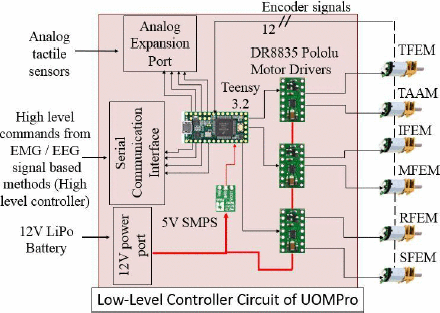 Encoder signals
12
Analog
tactile
sensors
Analog
Expansion
Port
DR8835 Pololu
Motor Drivers
Teensy
3.2
TFEM
TAAM
IFEM
MFEM
RFEM
SFEM
High level
commands from
EMG / EEG
signal based
methods (High
level controller)
Serial
Communication
Interface
5V SMPS
12V LiPo
Battery
12V power
port
Low-Level Controller Circuit of UOMPro